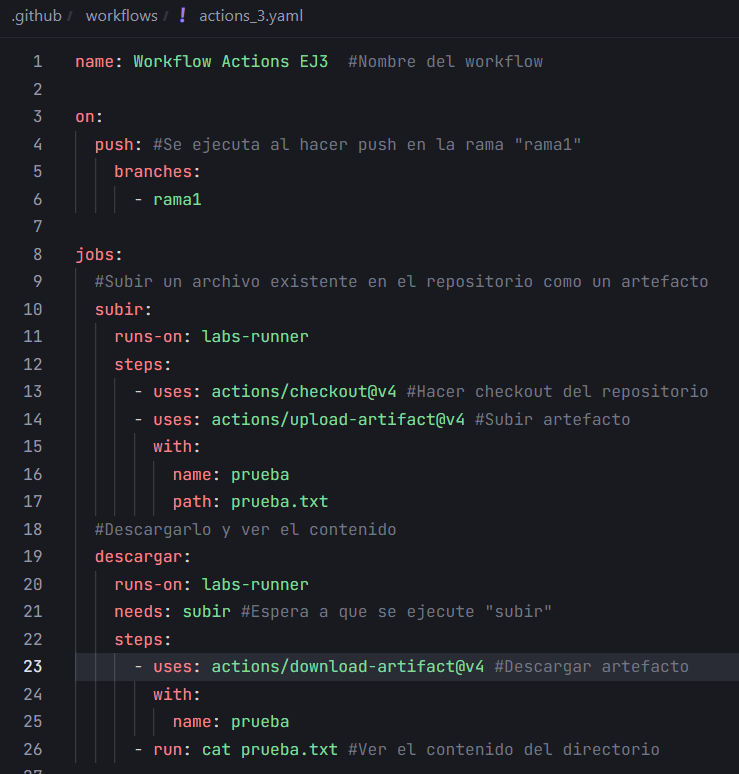 .github / workflows / ! actions_3.yaml
1 name: Workflow Actions EJ3  #Nombre del workflow
2
3 on:
4   push: #Se ejecuta al hacer push en la rama "rama1"
5     branches:
6       - rama1
7
8 jobs:
9   #Subir un archivo existente en el repositorio como un artefacto
10   subir:
11     runs-on: labs-runner
12     steps:
13       - uses: actions/checkout@v4 #Hacer checkout del repositorio
14       - uses: actions/upload-artifact@v4 #Subir artefacto
15         with:
16           name: prueba
17           path: prueba.txt
18   #Descargarlo y ver el contenido
19   descargar:
20     runs-on: labs-runner
21     needs: subir #Espera a que se ejecute "subir"
22     steps:
23       - uses: actions/download-artifact@v4 #Descargar artefacto
24         with:
25           name: prueba
26       - run: cat prueba.txt #Ver el contenido del directorio